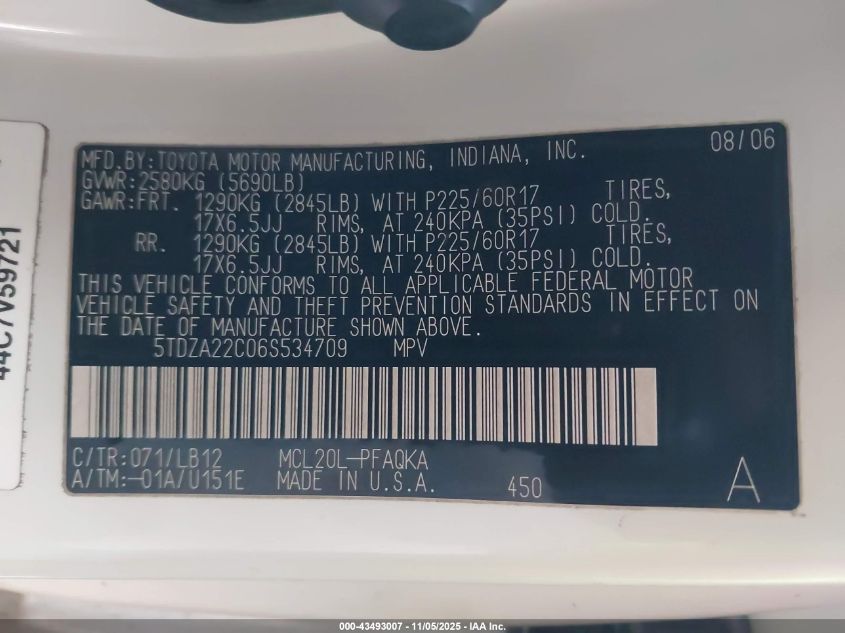 MFD.BY:TOYOTA MOTOR MANUFACTURING, INDIANA, INC. 08/06
GVWR:2580KG (5690LB)
GAWR:FRT. 1290KG (2845LB) WITH P225/60R17 TIRES,
17X6.5JJ RIMS, AT 240KPA (35PSI) COLD.
RR. 1290KG (2845LB) WITH P225/60R17 TIRES,
17X6.5JJ RIMS, AT 240KPA (35PSI) COLD.
THIS VEHICLE CONFORMS TO ALL APPLICABLE FEDERAL MOTOR
VEHICLE SAFETY AND THEFT PREVENTION STANDARDS IN EFFECT ON
THE DATE OF MANUFACTURE SHOWN ABOVE.
5TDZA22C06S534709 MPV
C/TR:071/LB12 MCL20L-PFAQKA
A/TM:-01A/U151E MADE IN U.S.A. 450 A
44C7V59721
000-43493007 - 11/05/2025 - IAA Inc.